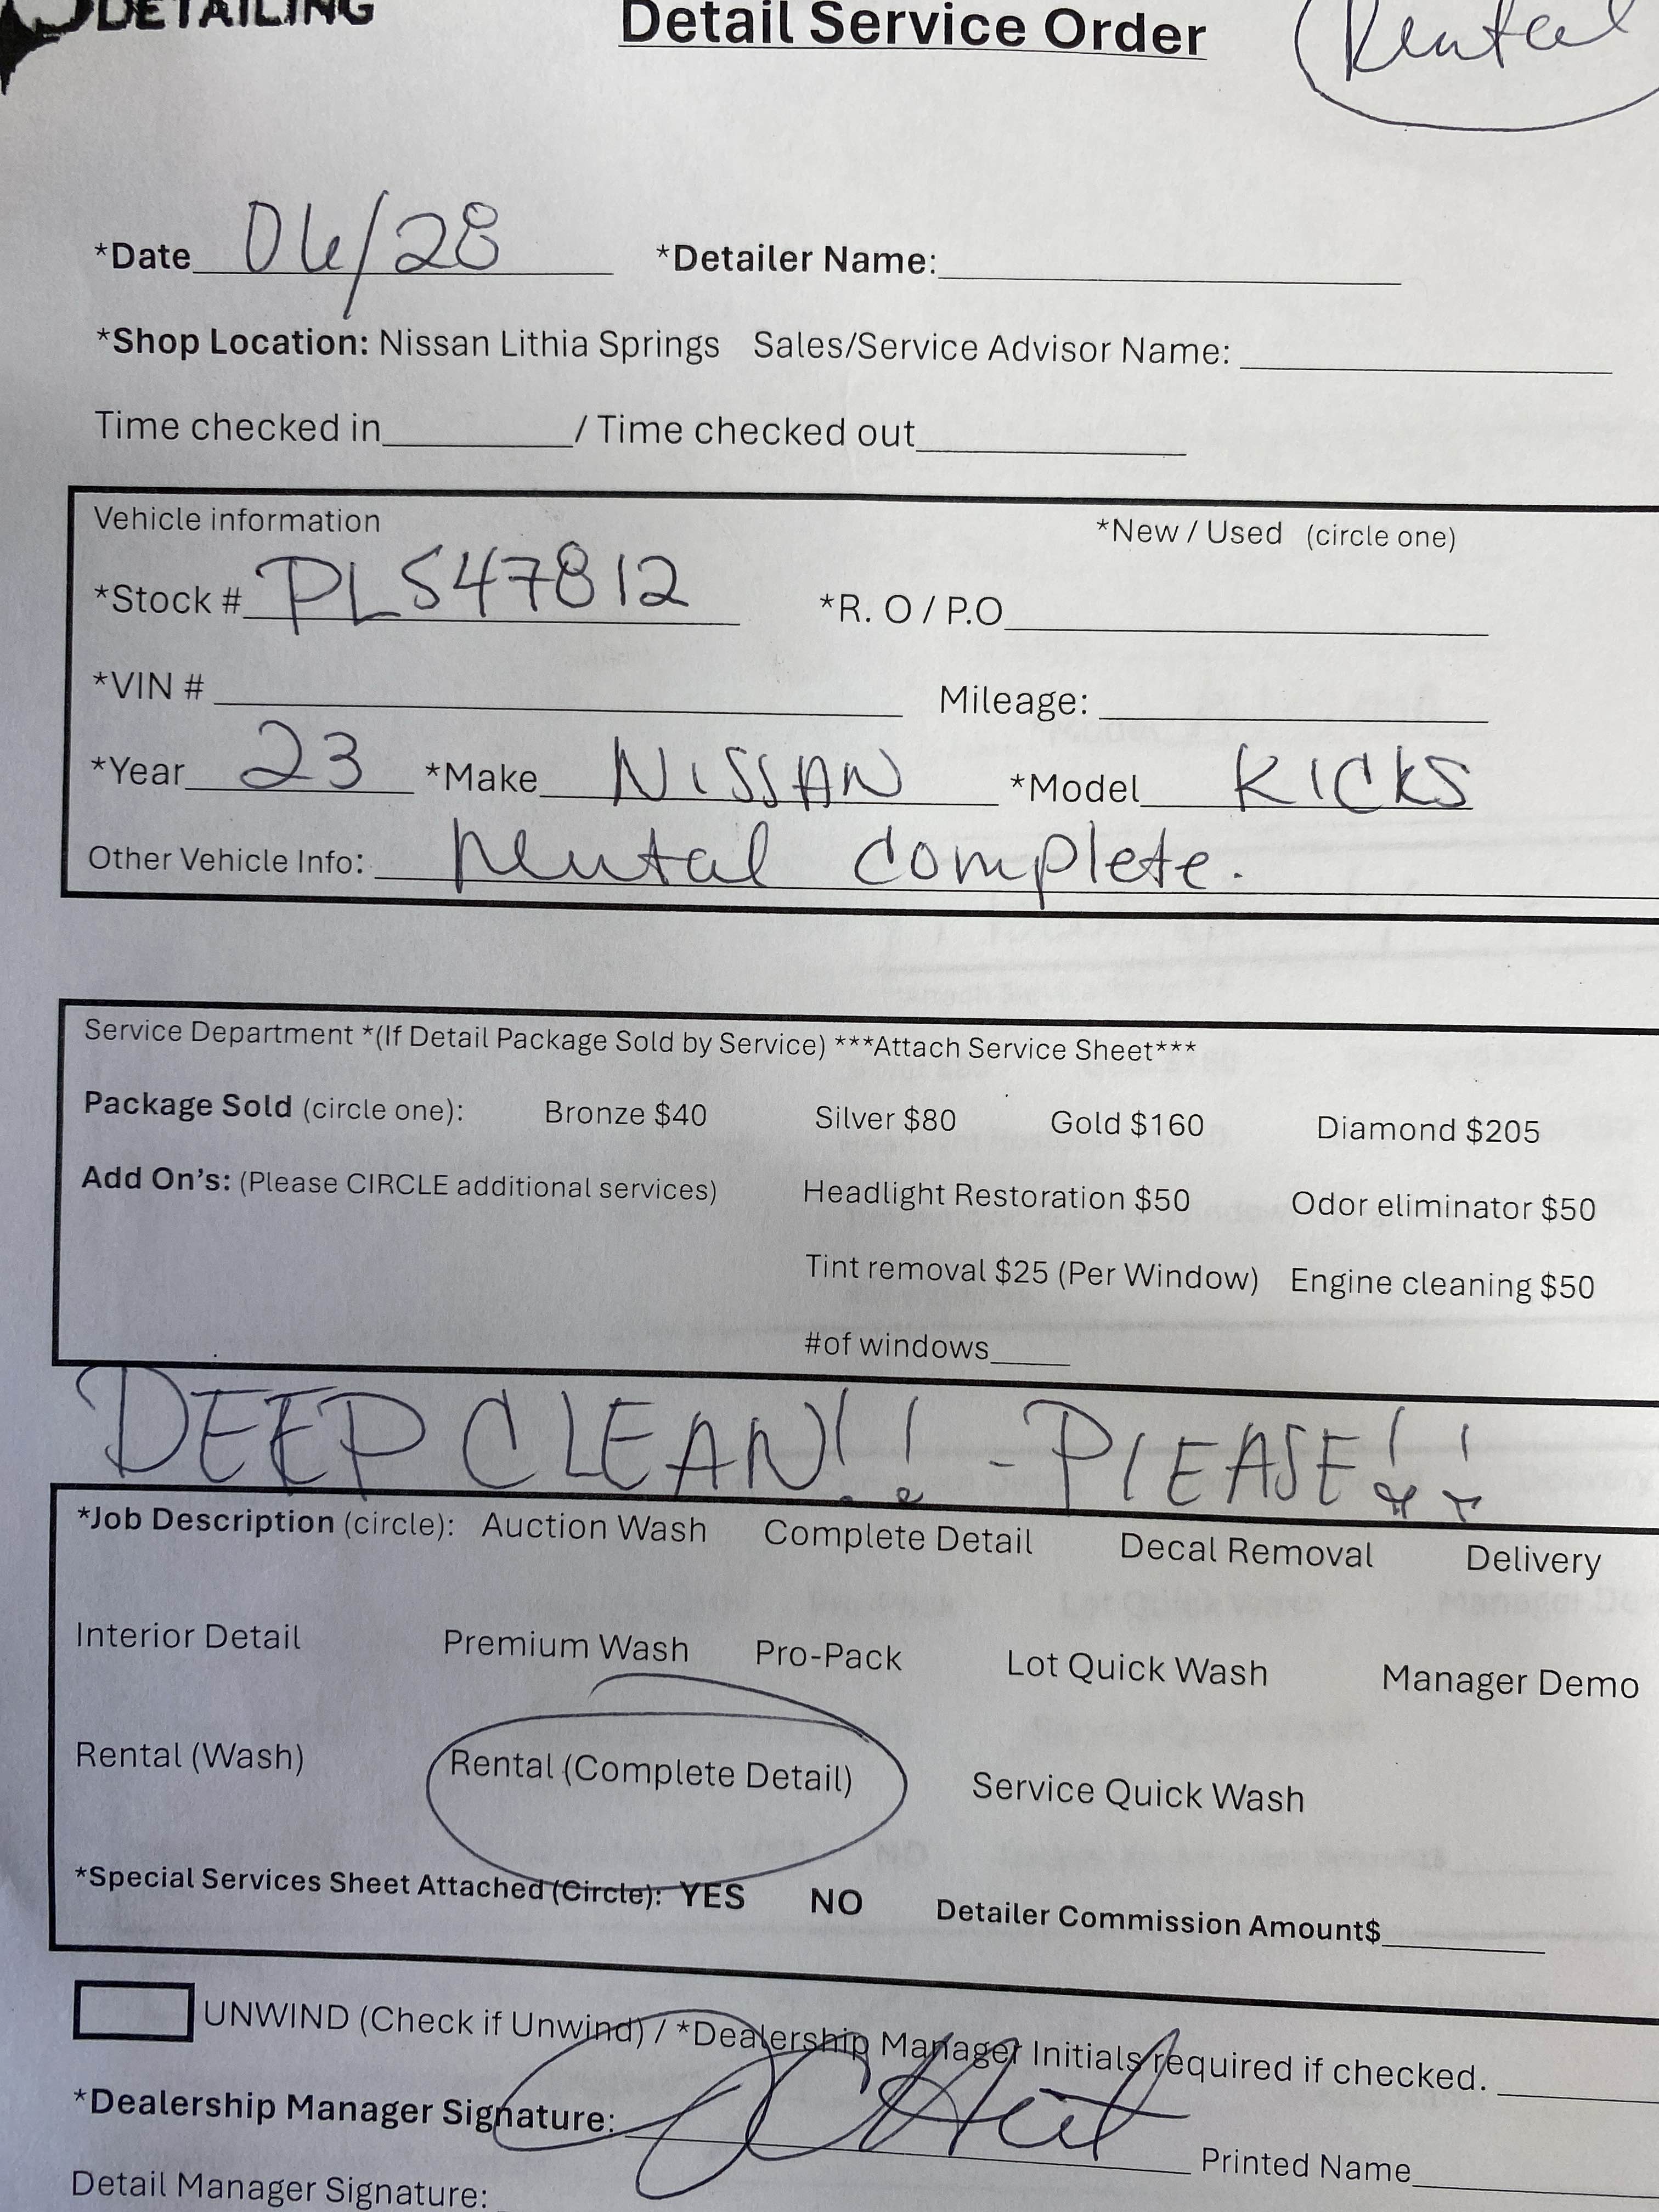 DETAILING
Detail Service Order
Rental
*Date 06/28 *Detailer Name:
*Shop Location: Nissan Lithia Springs Sales/Service Advisor Name:
Time checked in / Time checked out
Vehicle information *New / Used (circle one)
*Stock # PL547812 *R. O / P.O
*VIN # Mileage:
*Year 23 *Make NISSAN *Model KICKS
Other Vehicle Info: Rental complete.
Service Department *(If Detail Package Sold by Service) ***Attach Service Sheet***
Package Sold (circle one): Bronze $40 Silver $80 Gold $160 Diamond $205
Add On's: (Please CIRCLE additional services) Headlight Restoration $50 Odor eliminator $50
Tint removal $25 (Per Window) Engine cleaning $50
#of windows
DEEP CLEAN!! - PLEASE!!
*Job Description (circle): Auction Wash Complete Detail Decal Removal Delivery
Interior Detail Premium Wash Pro-Pack Lot Quick Wash Manager Demo
Rental (Wash) Rental (Complete Detail) Service Quick Wash
*Special Services Sheet Attached (Circle): YES NO Detailer Commission Amount$
UNWIND (Check if Unwind) / *Dealership Manager Initials required if checked.
*Dealership Manager Signature: Printed Name
Detail Manager Signature: